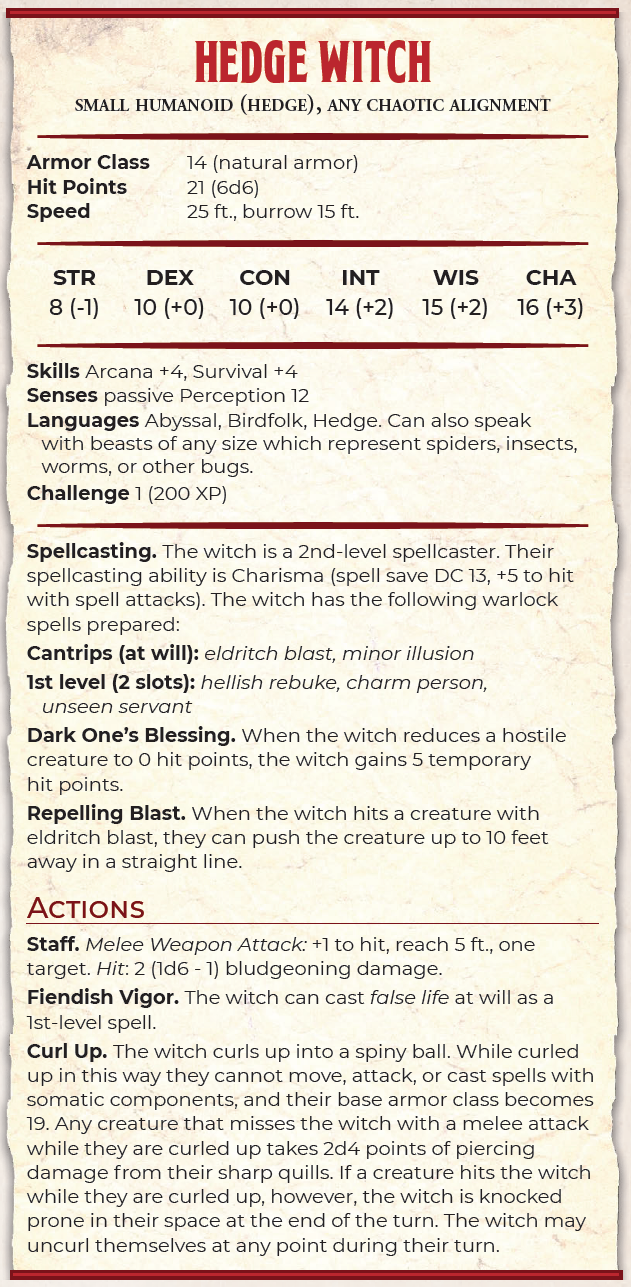 HEDGE WITCH
SMALL HUMANOID (HEDGE), ANY CHAOTIC ALIGNMENT
Armor Class 14 (natural armor)
Hit Points 21 (6d6)
Speed 25 ft., burrow 15 ft.
STR DEX CON INT WIS CHA
8 (-1) 10 (+0) 10 (+0) 14 (+2) 15 (+2) 16 (+3)
Skills Arcana +4, Survival +4
Senses passive Perception 12
Languages Abyssal, Birdfolk, Hedge. Can also speak
with beasts of any size which represent spiders, insects,
worms, or other bugs.
Challenge 1 (200 XP)
Spellcasting. The witch is a 2nd-level spellcaster. Their
spellcasting ability is Charisma (spell save DC 13, +5 to hit
with spell attacks). The witch has the following warlock
spells prepared:
Cantrips (at will): eldritch blast, minor illusion
1st level (2 slots): hellish rebuke, charm person,
unseen servant
Dark One’s Blessing. When the witch reduces a hostile
creature to 0 hit points, the witch gains 5 temporary
hit points.
Repelling Blast. When the witch hits a creature with
eldritch blast, they can push the creature up to 10 feet
away in a straight line.
ACTIONS
Staff. Melee Weapon Attack: +1 to hit, reach 5 ft., one
target. Hit: 2 (1d6 - 1) bludgeoning damage.
Fiendish Vigor. The witch can cast false life at will as a
1st-level spell.
Curl Up. The witch curls up into a spiny ball. While curled
up in this way they cannot move, attack, or cast spells with
somatic components, and their base armor class becomes
19. Any creature that misses the witch with a melee attack
while they are curled up takes 2d4 points of piercing
damage from their sharp quills. If a creature hits the witch
while they are curled up, however, the witch is knocked
prone in their space at the end of the turn. The witch may
uncurl themselves at any point during their turn.